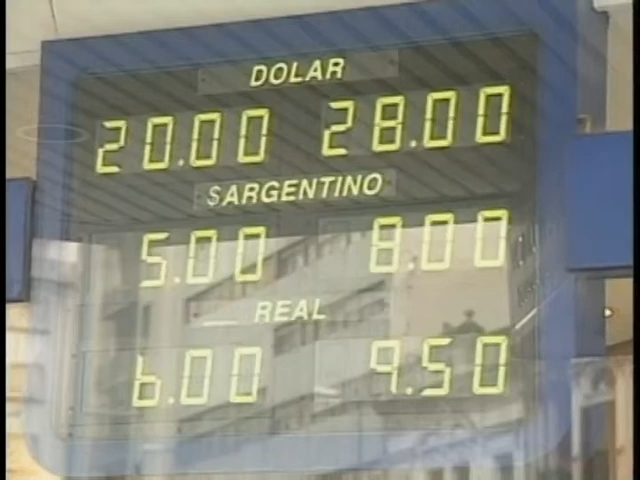 DOLAR
20.00 28.00
$ARGENTINO
5.00 8.00
REAL
6.00 9.50